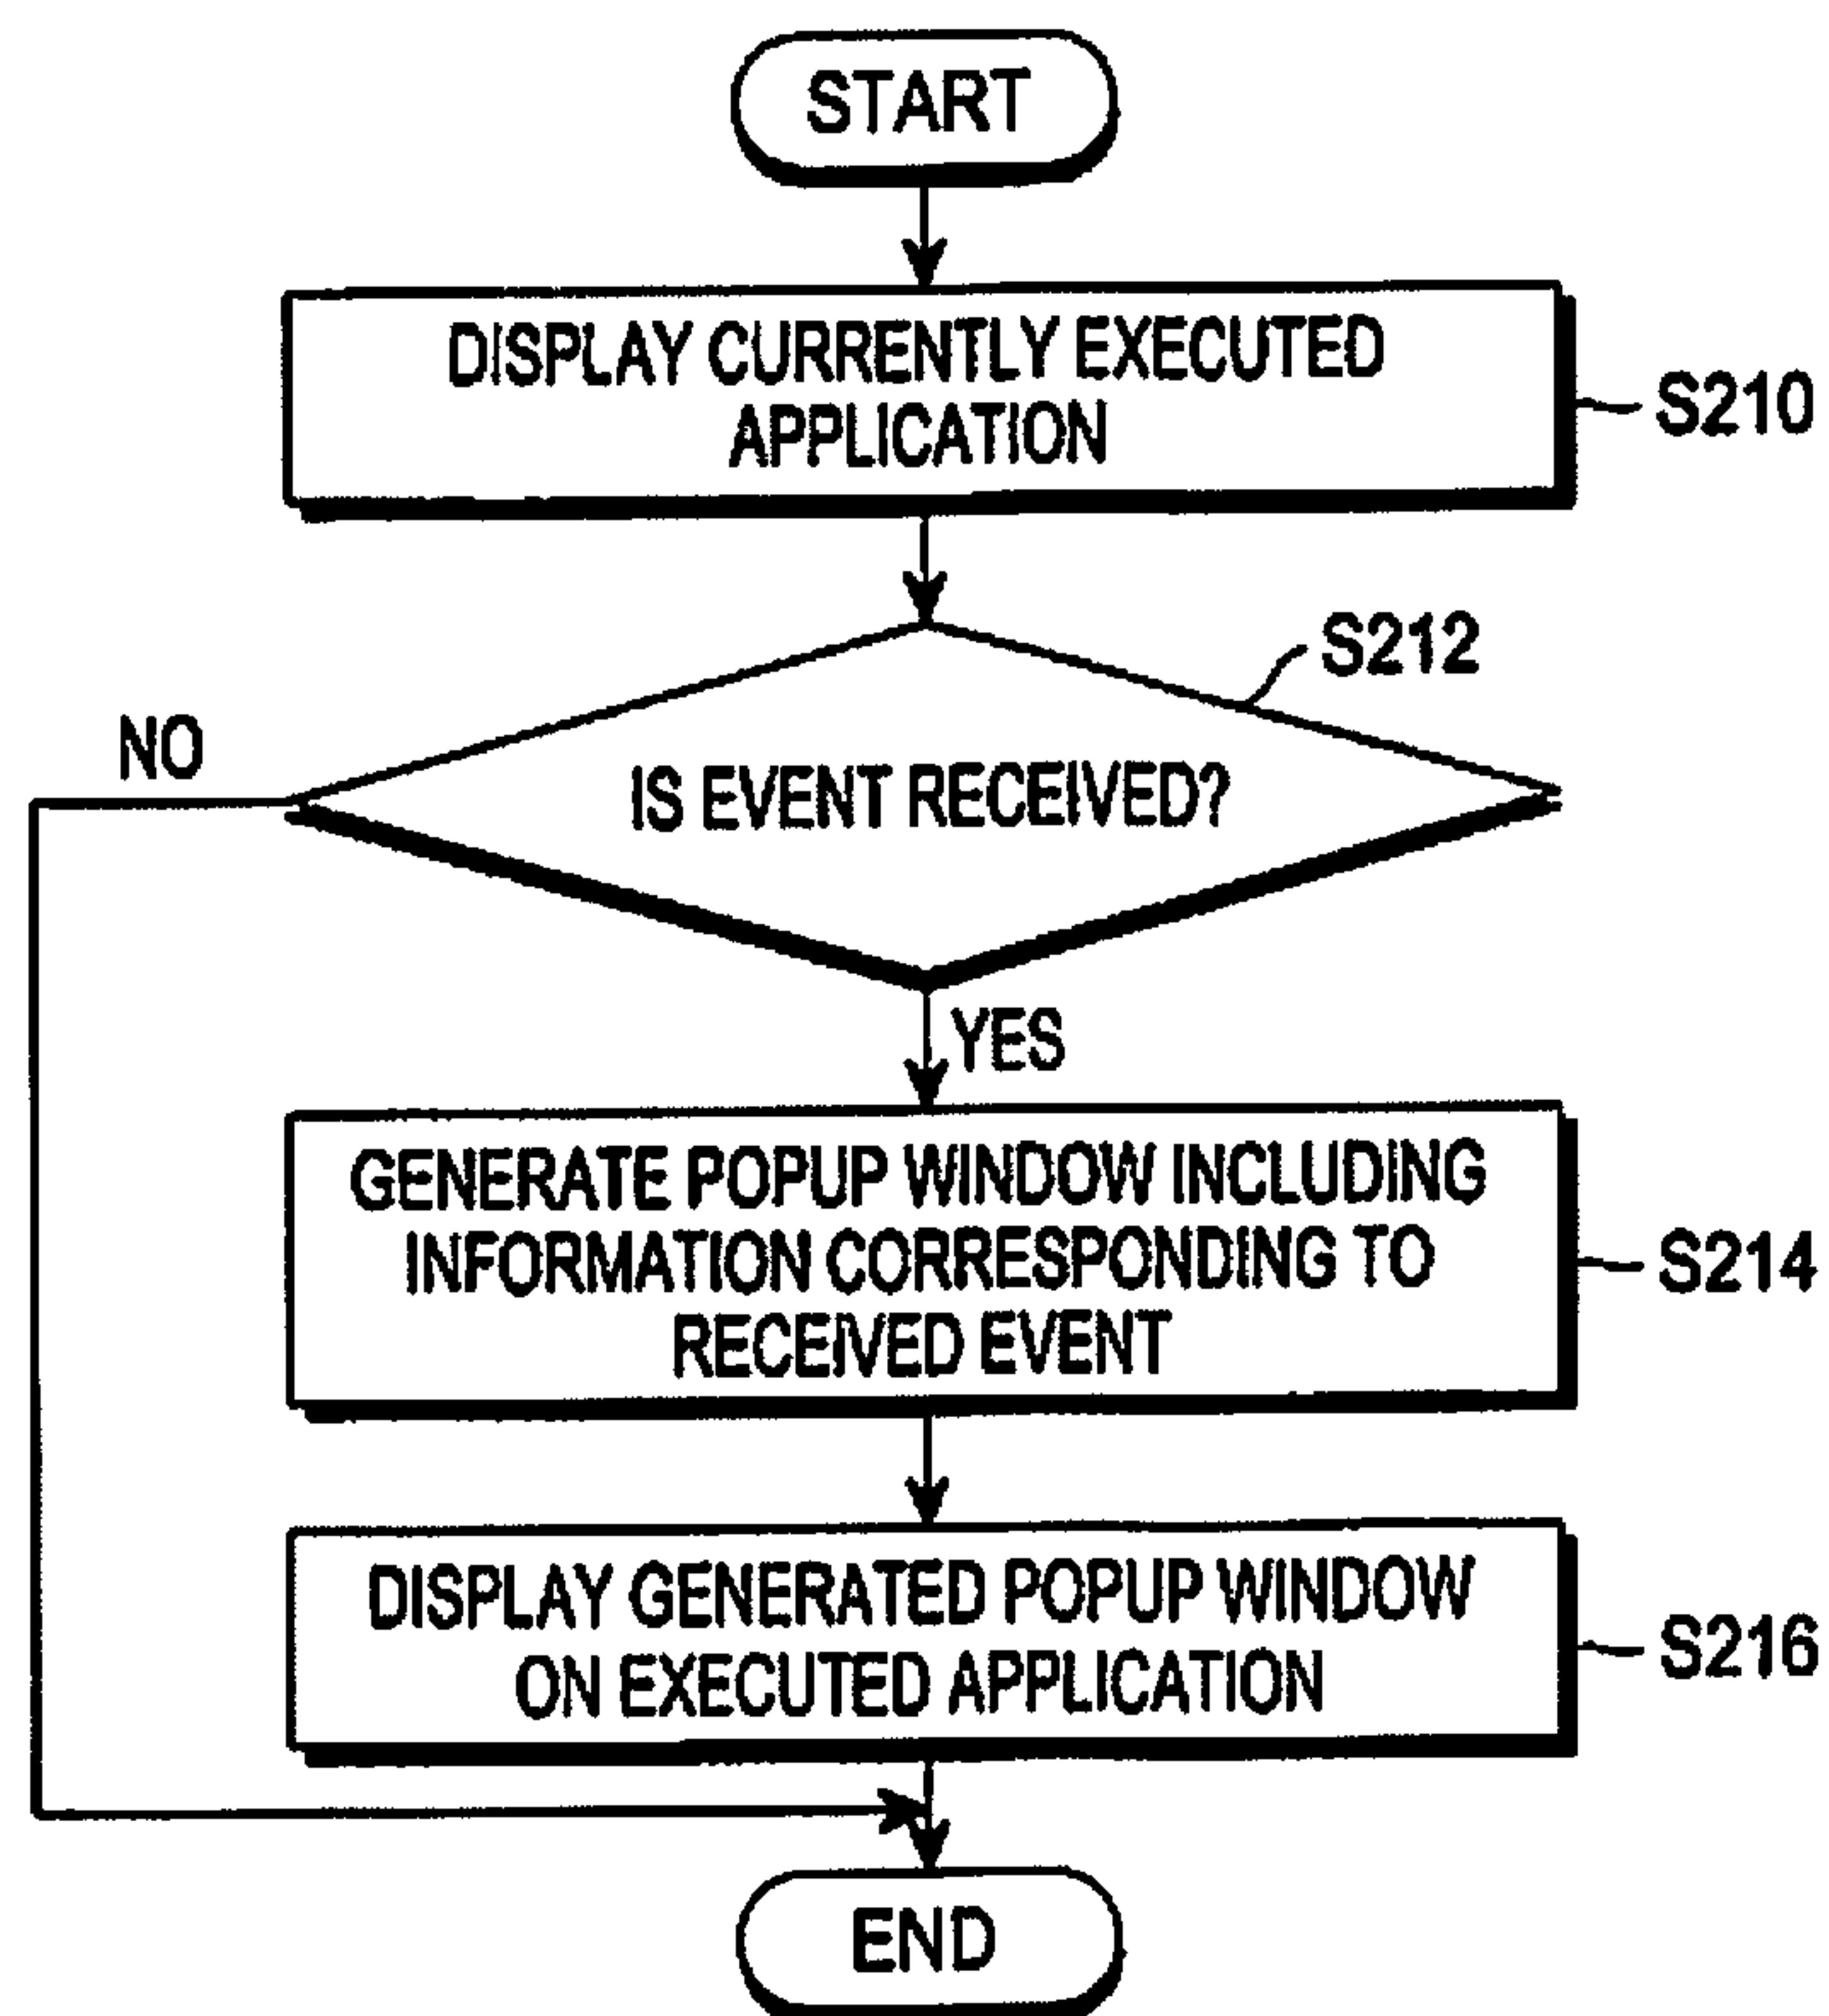 START
DISPLAY CURRENTLY EXECUTED
APPLICATION
S210
S212
NO
IS EVENT RECEIVED?
YES
GENERATE POPUP WINDOW INCLUDING
INFORMATION CORRESPONDING TO
RECEIVED EVENT
S214
DISPLAY GENERATED POPUP WINDOW
ON EXECUTED APPLICATION
S216
END